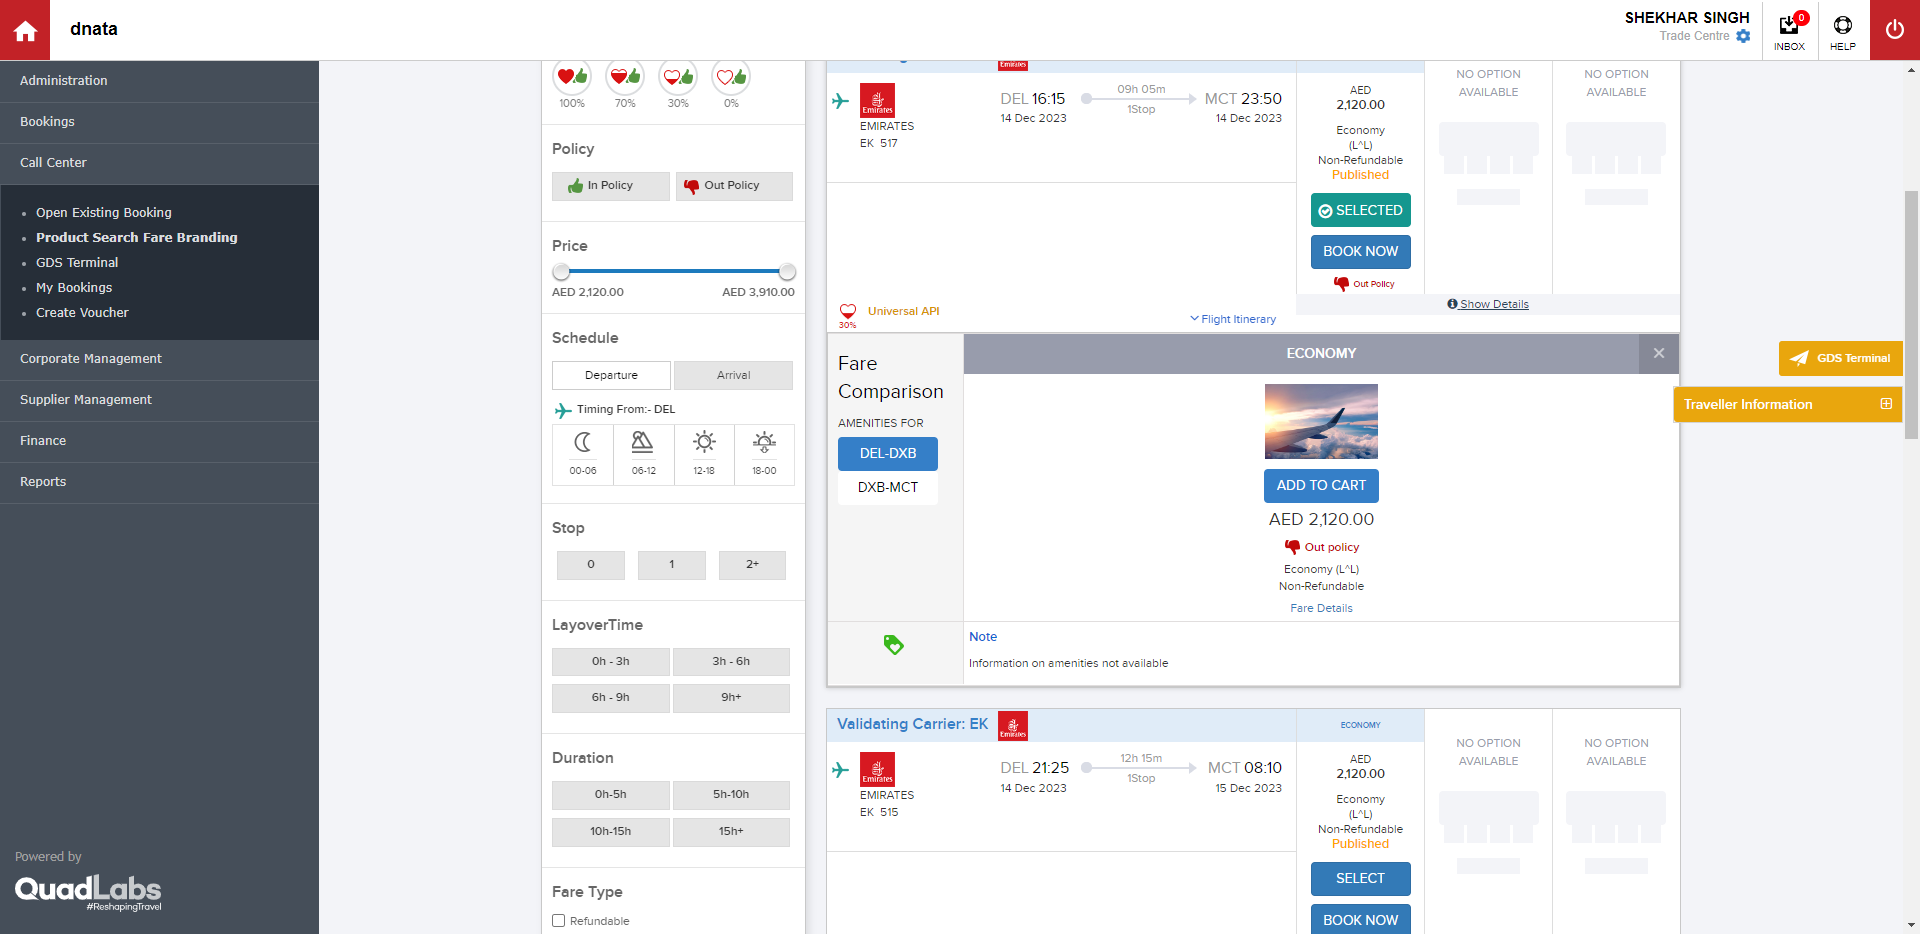 dnata
SHEKHAR SINGH
Trade Centre
0
INBOX
HELP
Administration
Bookings
Call Center
Open Existing Booking
Product Search Fare Branding
GDS Terminal
My Bookings
Create Voucher
Corporate Management
Supplier Management
Finance
Reports
Powered by
QuadLabs
#ReshapingTravel
100%
70%
30%
0%
Policy
In Policy
Out Policy
Price
AED 2,120.00
AED 3,910.00
Schedule
Departure
Arrival
Timing From:- DEL
00-06
06-12
12-18
18-00
Stop
0
1
2+
LayoverTime
0h - 3h
3h - 6h
6h - 9h
9h+
Duration
0h-5h
5h-10h
10h-15h
15h+
Fare Type
Refundable
Emirates
Emirates
EMIRATES
EK 517
DEL 16:15
14 Dec 2023
09h 05m
1Stop
MCT 23:50
14 Dec 2023
AED
2,120.00
Economy
(L^L)
Non-Refundable
Published
SELECTED
BOOK NOW
Out Policy
NO OPTION
AVAILABLE
NO OPTION
AVAILABLE
Show Details
30%
Universal API
Flight Itinerary
Fare
Comparison
AMENITIES FOR
DEL-DXB
DXB-MCT
ECONOMY
ADD TO CART
AED 2,120.00
Out policy
Economy (L^L)
Non-Refundable
Fare Details
Note
Information on amenities not available
GDS Terminal
Traveller Information
Validating Carrier: EK
Emirates
ECONOMY
Emirates
EMIRATES
EK 515
DEL 21:25
14 Dec 2023
12h 15m
1Stop
MCT 08:10
15 Dec 2023
AED
2,120.00
Economy
(L^L)
Non-Refundable
Published
SELECT
BOOK NOW
NO OPTION
AVAILABLE
NO OPTION
AVAILABLE